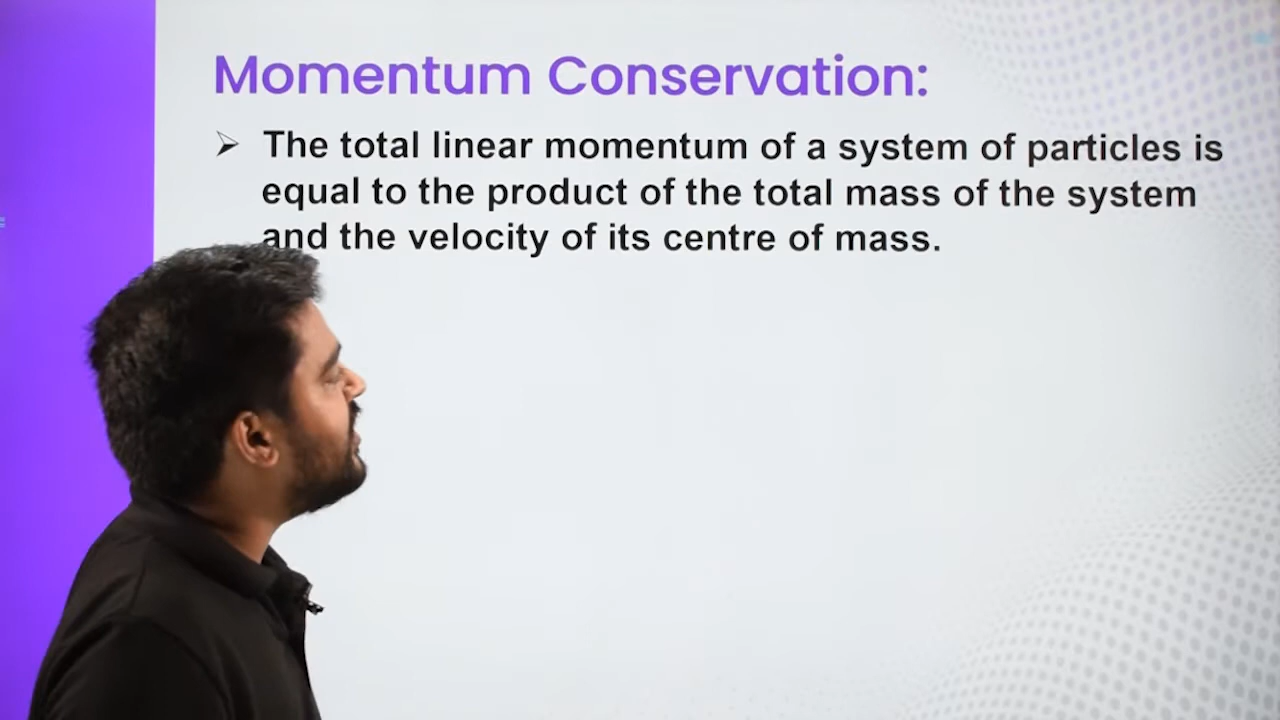 Momentum Conservation:
➢ The total linear momentum of a system of particles is
equal to the product of the total mass of the system
and the velocity of its centre of mass.